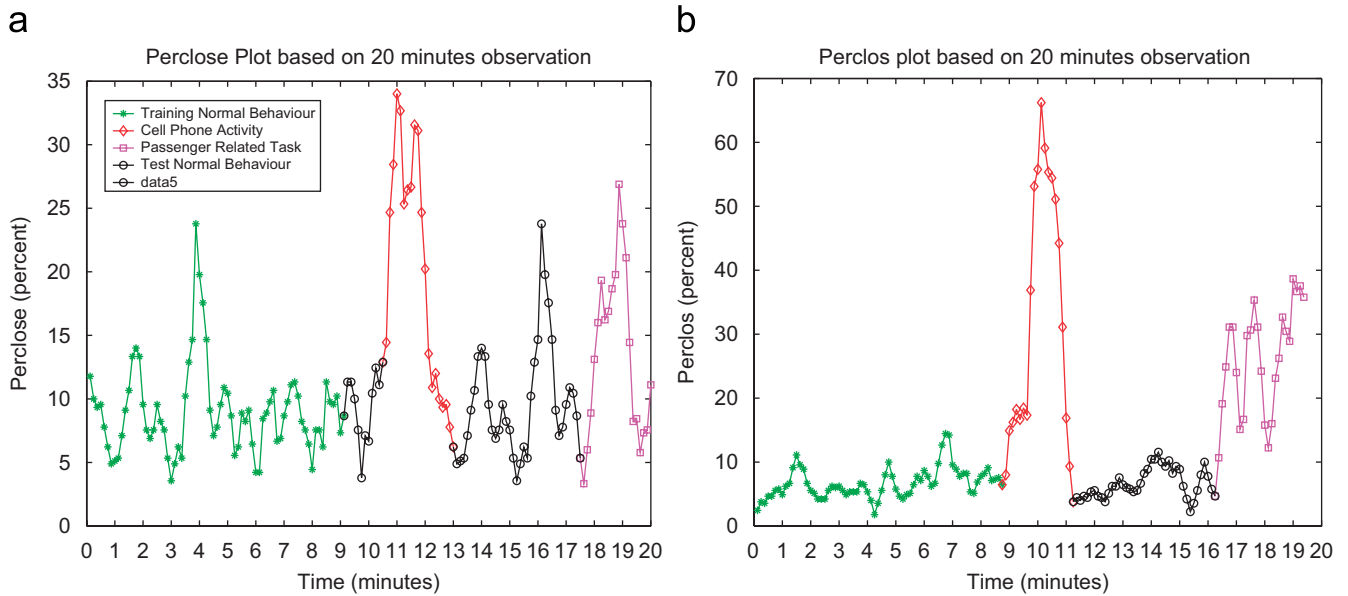 a
Perclose Plot based on 20 minutes observation
35
30
25
20
15
10
5
0
Perclose (percent)
Training Normal Behaviour
Cell Phone Activity
Passenger Related Task
Test Normal Behaviour
data5
0 1 2 3 4 5 6 7 8 9 10 11 12 13 14 15 16 17 18 19 20
Time (minutes)
b
Perclos plot based on 20 minutes observation
70
60
50
40
30
20
10
0
Perclos (percent)
0 1 2 3 4 5 6 7 8 9 10 11 12 13 14 15 16 17 18 19 20
Time (minutes)